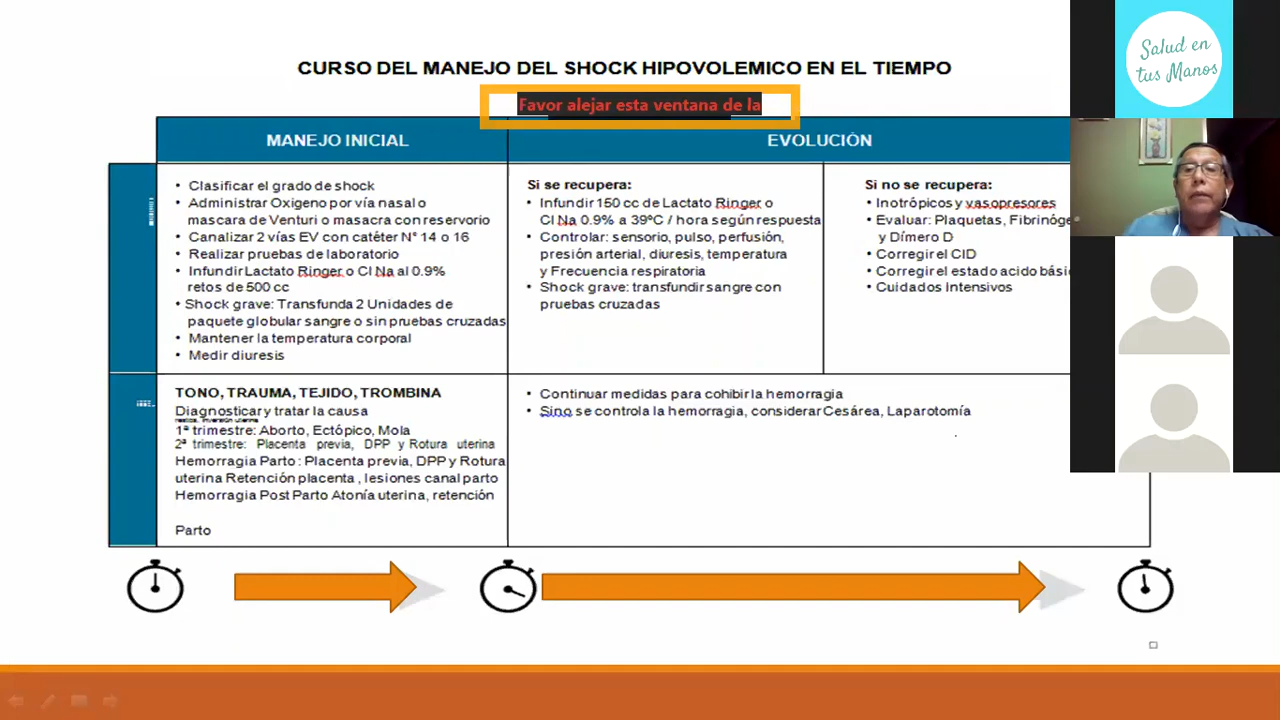 CURSO DEL MANEJO DEL SHOCK HIPOVOLEMICO EN EL TIEMPO
Favor alejar esta ventana de la
MANEJO INICIAL
EVOLUCIÓN
• Clasificar el grado de shock
• Administrar Oxigeno por vía nasal o
mascara de Venturi o masacra con reservorio
• Canalizar 2 vías EV con catéter N° 14 o 16
• Realizar pruebas de laboratorio
• Infundir Lactato Ringer o Cl Na al 0.9%
retos de 500 cc
• Shock grave: Transfunda 2 Unidades de
paquete globular sangre o sin pruebas cruzadas
• Mantener la temperatura corporal
• Medir diuresis
Si se recupera:
• Infundir 150 cc de Lactato Ringer o
Cl Na 0.9% a 39ºC / hora según respuesta
• Controlar: sensorio, pulso, perfusión,
presión arterial, diuresis, temperatura
y Frecuencia respiratoria
• Shock grave: transfundir sangre con
pruebas cruzadas
Si no se recupera:
• Inotrópicos y vasopresores
• Evaluar: Plaquetas, Fibrinóge
y Dímero D
• Corregir el CID
• Corregir el estado acido bási
• Cuidados Intensivos
TONO, TRAUMA, TEJIDO, TROMBINA
Diagnosticar y tratar la causa
1ª trimestre: Aborto, Ectópico, Mola
2ª trimestre: Placenta previa, DPP y Rotura uterina
Hemorragia Parto : Placenta previa, DPP y Rotura
uterina Retención placenta , lesiones canal parto
Hemorragia Post Parto Atonía uterina, retención
Parto
• Continuar medidas para cohibir la hemorragia
• Sino se controla la hemorragia, considerar Cesárea, Laparotomía
Salud en
tus Manos